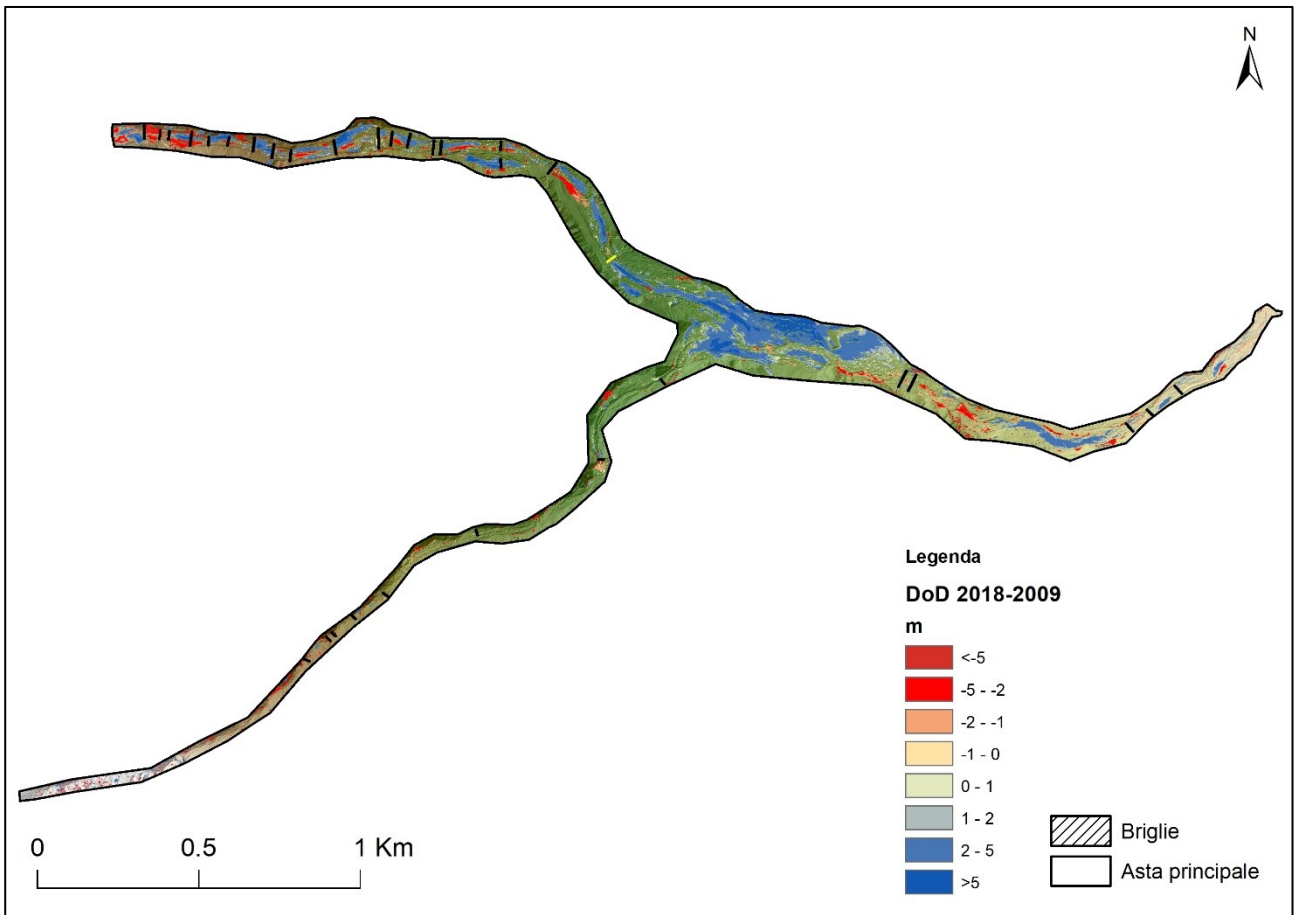 N
Legenda
DoD 2018-2009
m
<-5
-5 - -2
-2 - -1
-1 - 0
0 - 1
1 - 2
2 - 5
>5
Briglie
Asta principale
0 0.5 1 Km